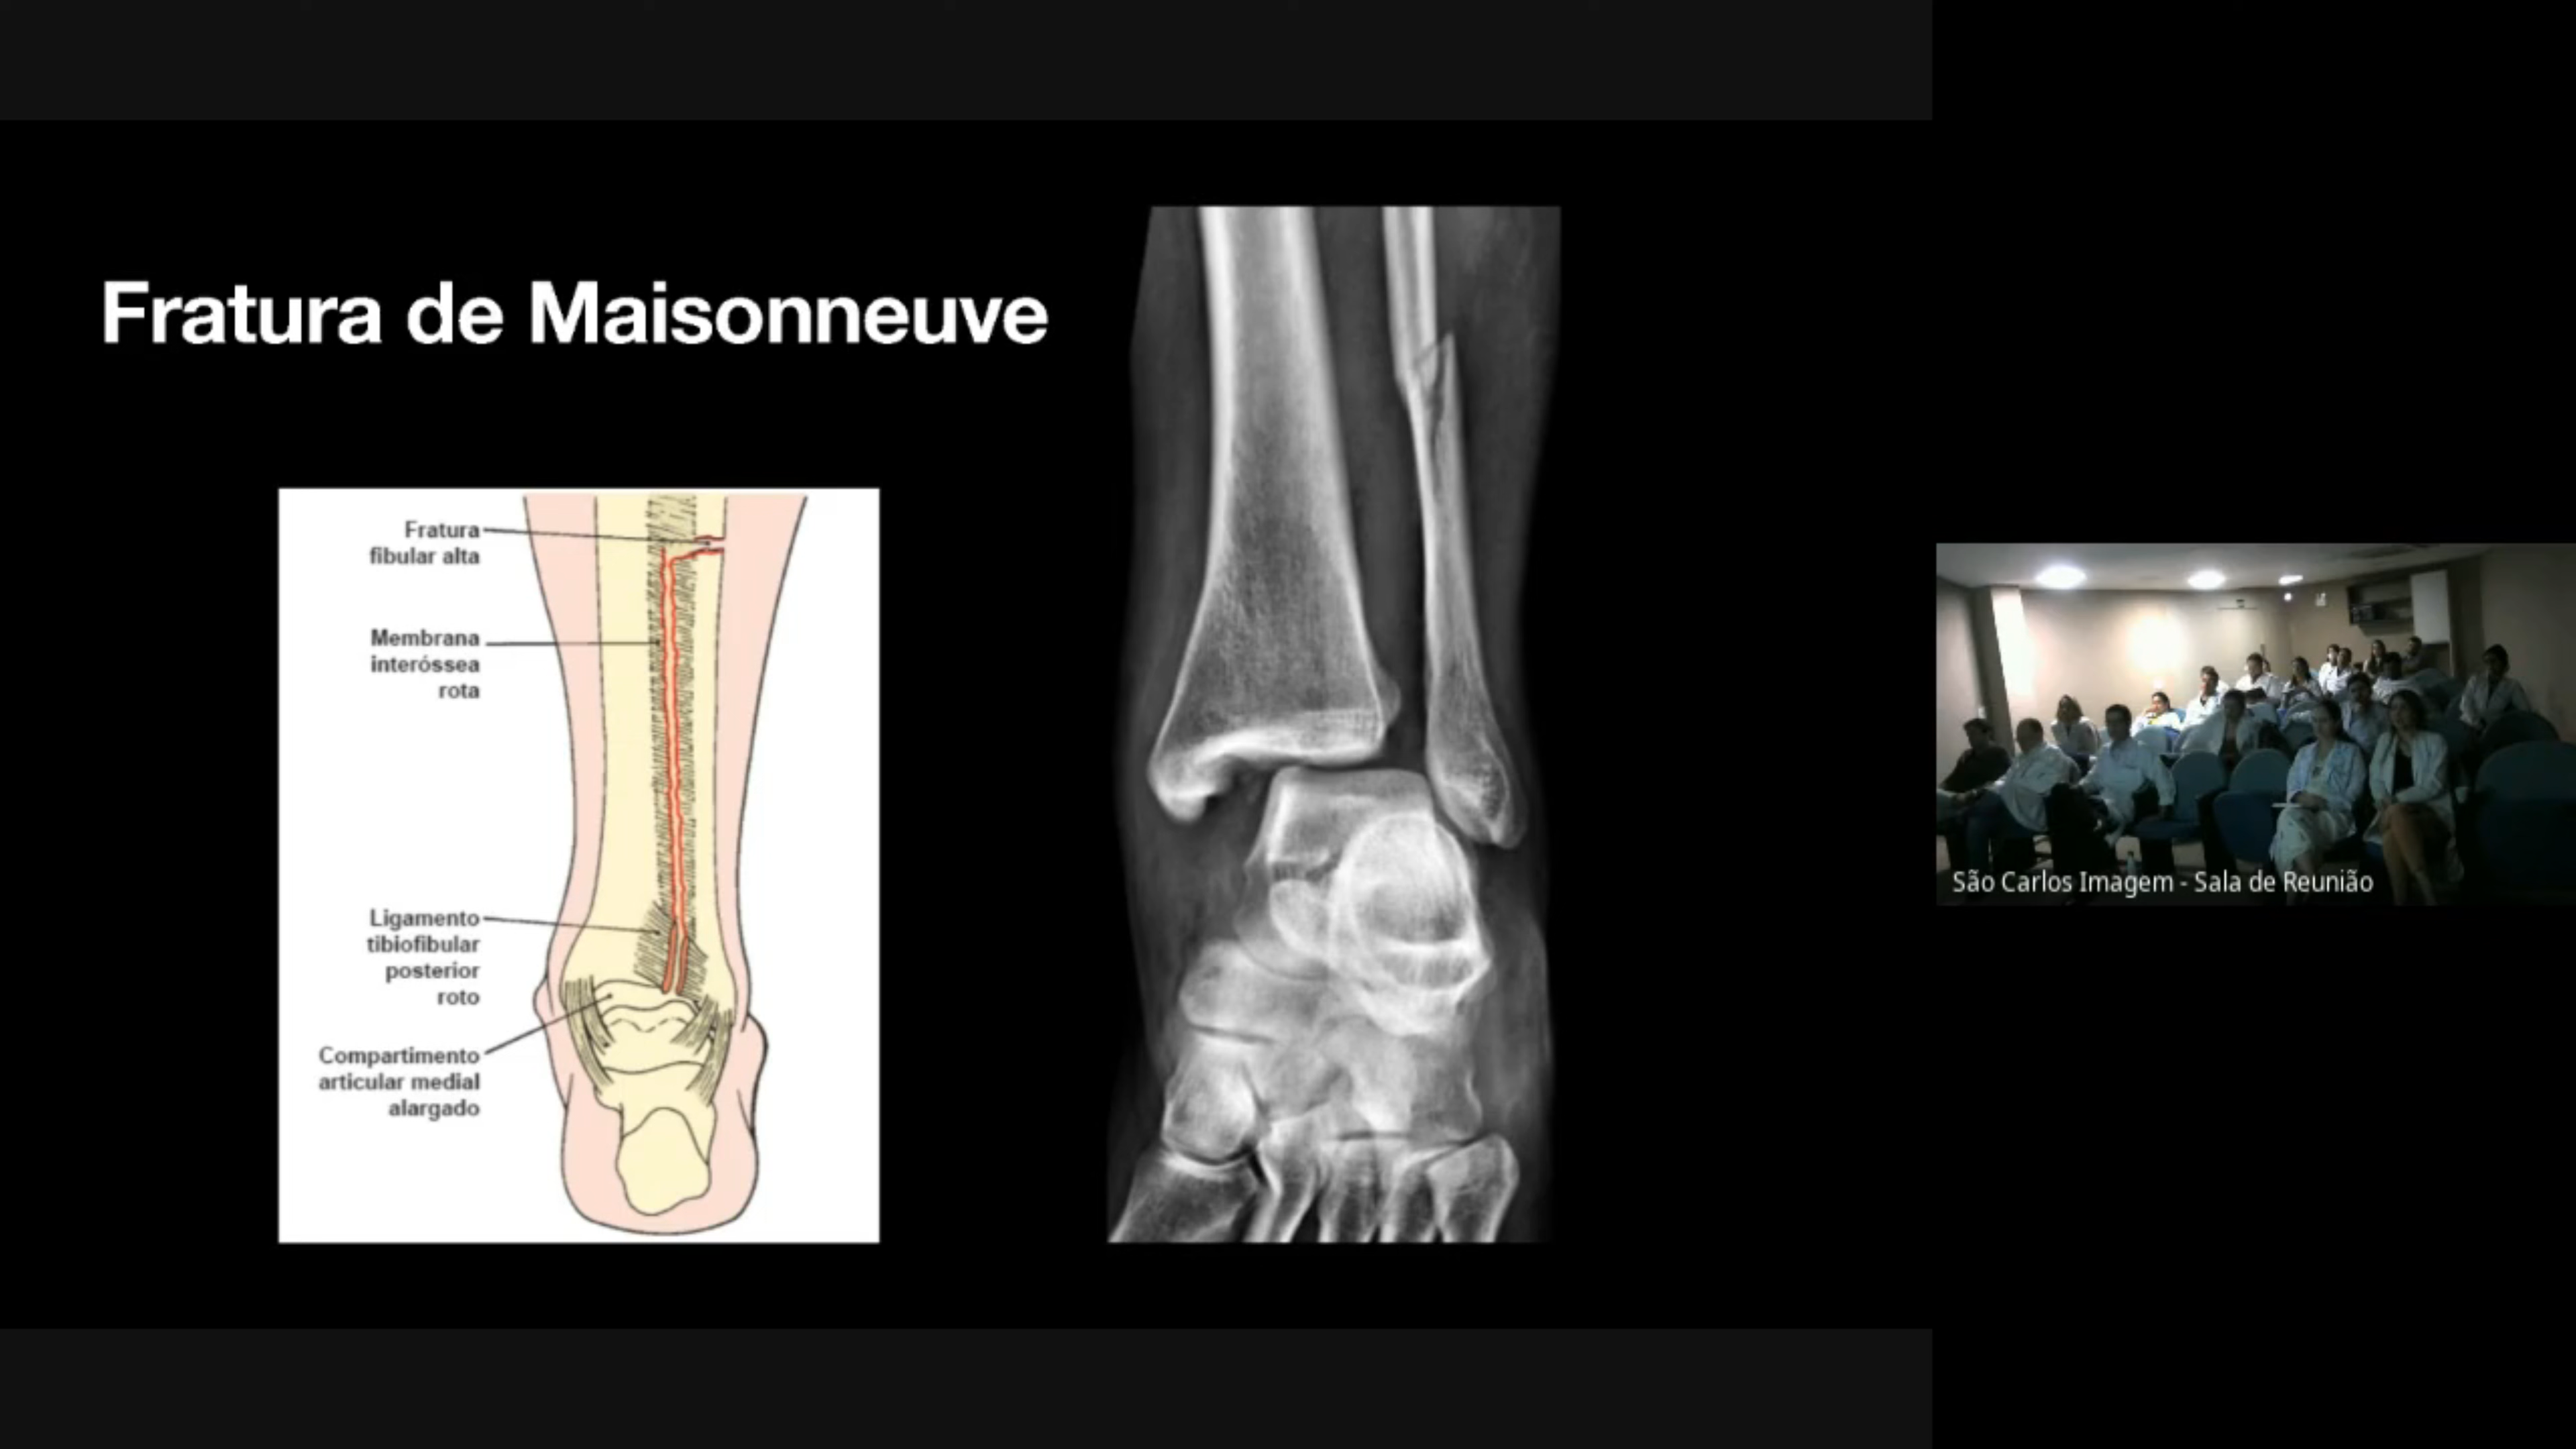 Fratura de Maisonneuve
Fratura
fibular alta
Membrana
interóssea
rota
Ligamento
tibiofibular
posterior
roto
Compartimento
articular medial
alargado
São Carlos Imagem - Sala de Reunião